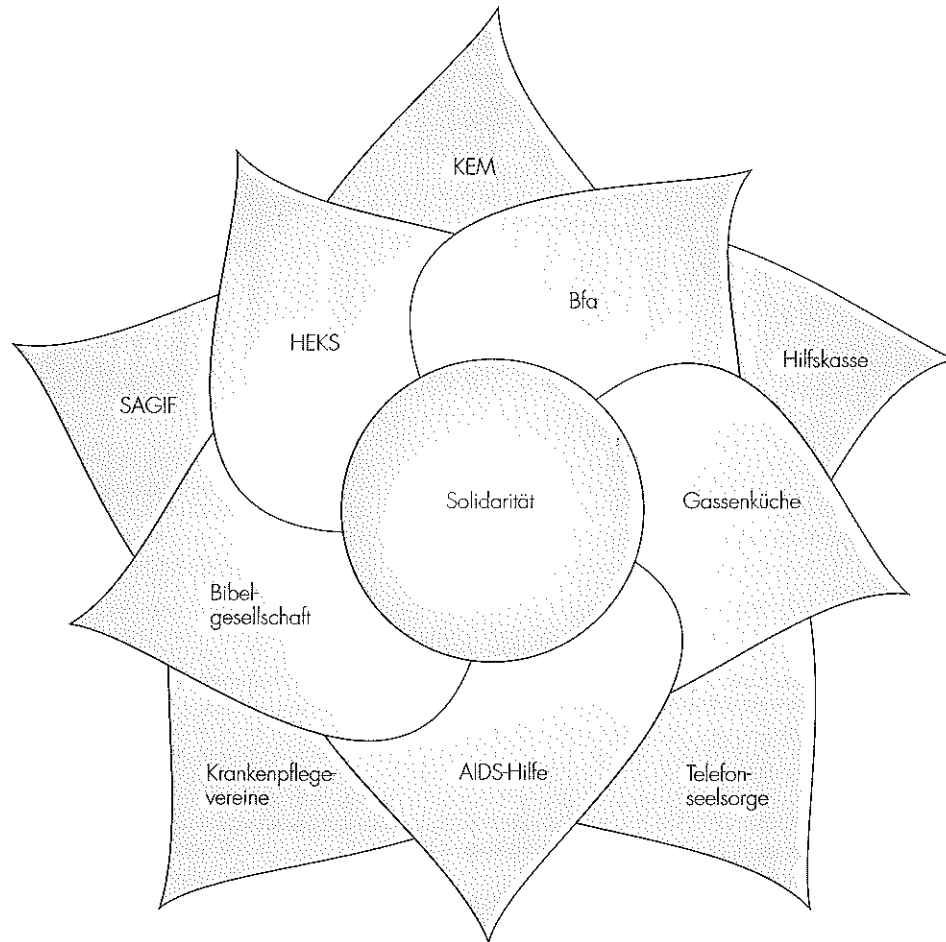 KEM
Bfa
HEKS
Hilfskasse
SAGIF
Solidarität
Gassenküche
Bibel-
gesellschaft
Krankenpflege-
vereine
AIDS-Hilfe
Telefon-
seelsorge